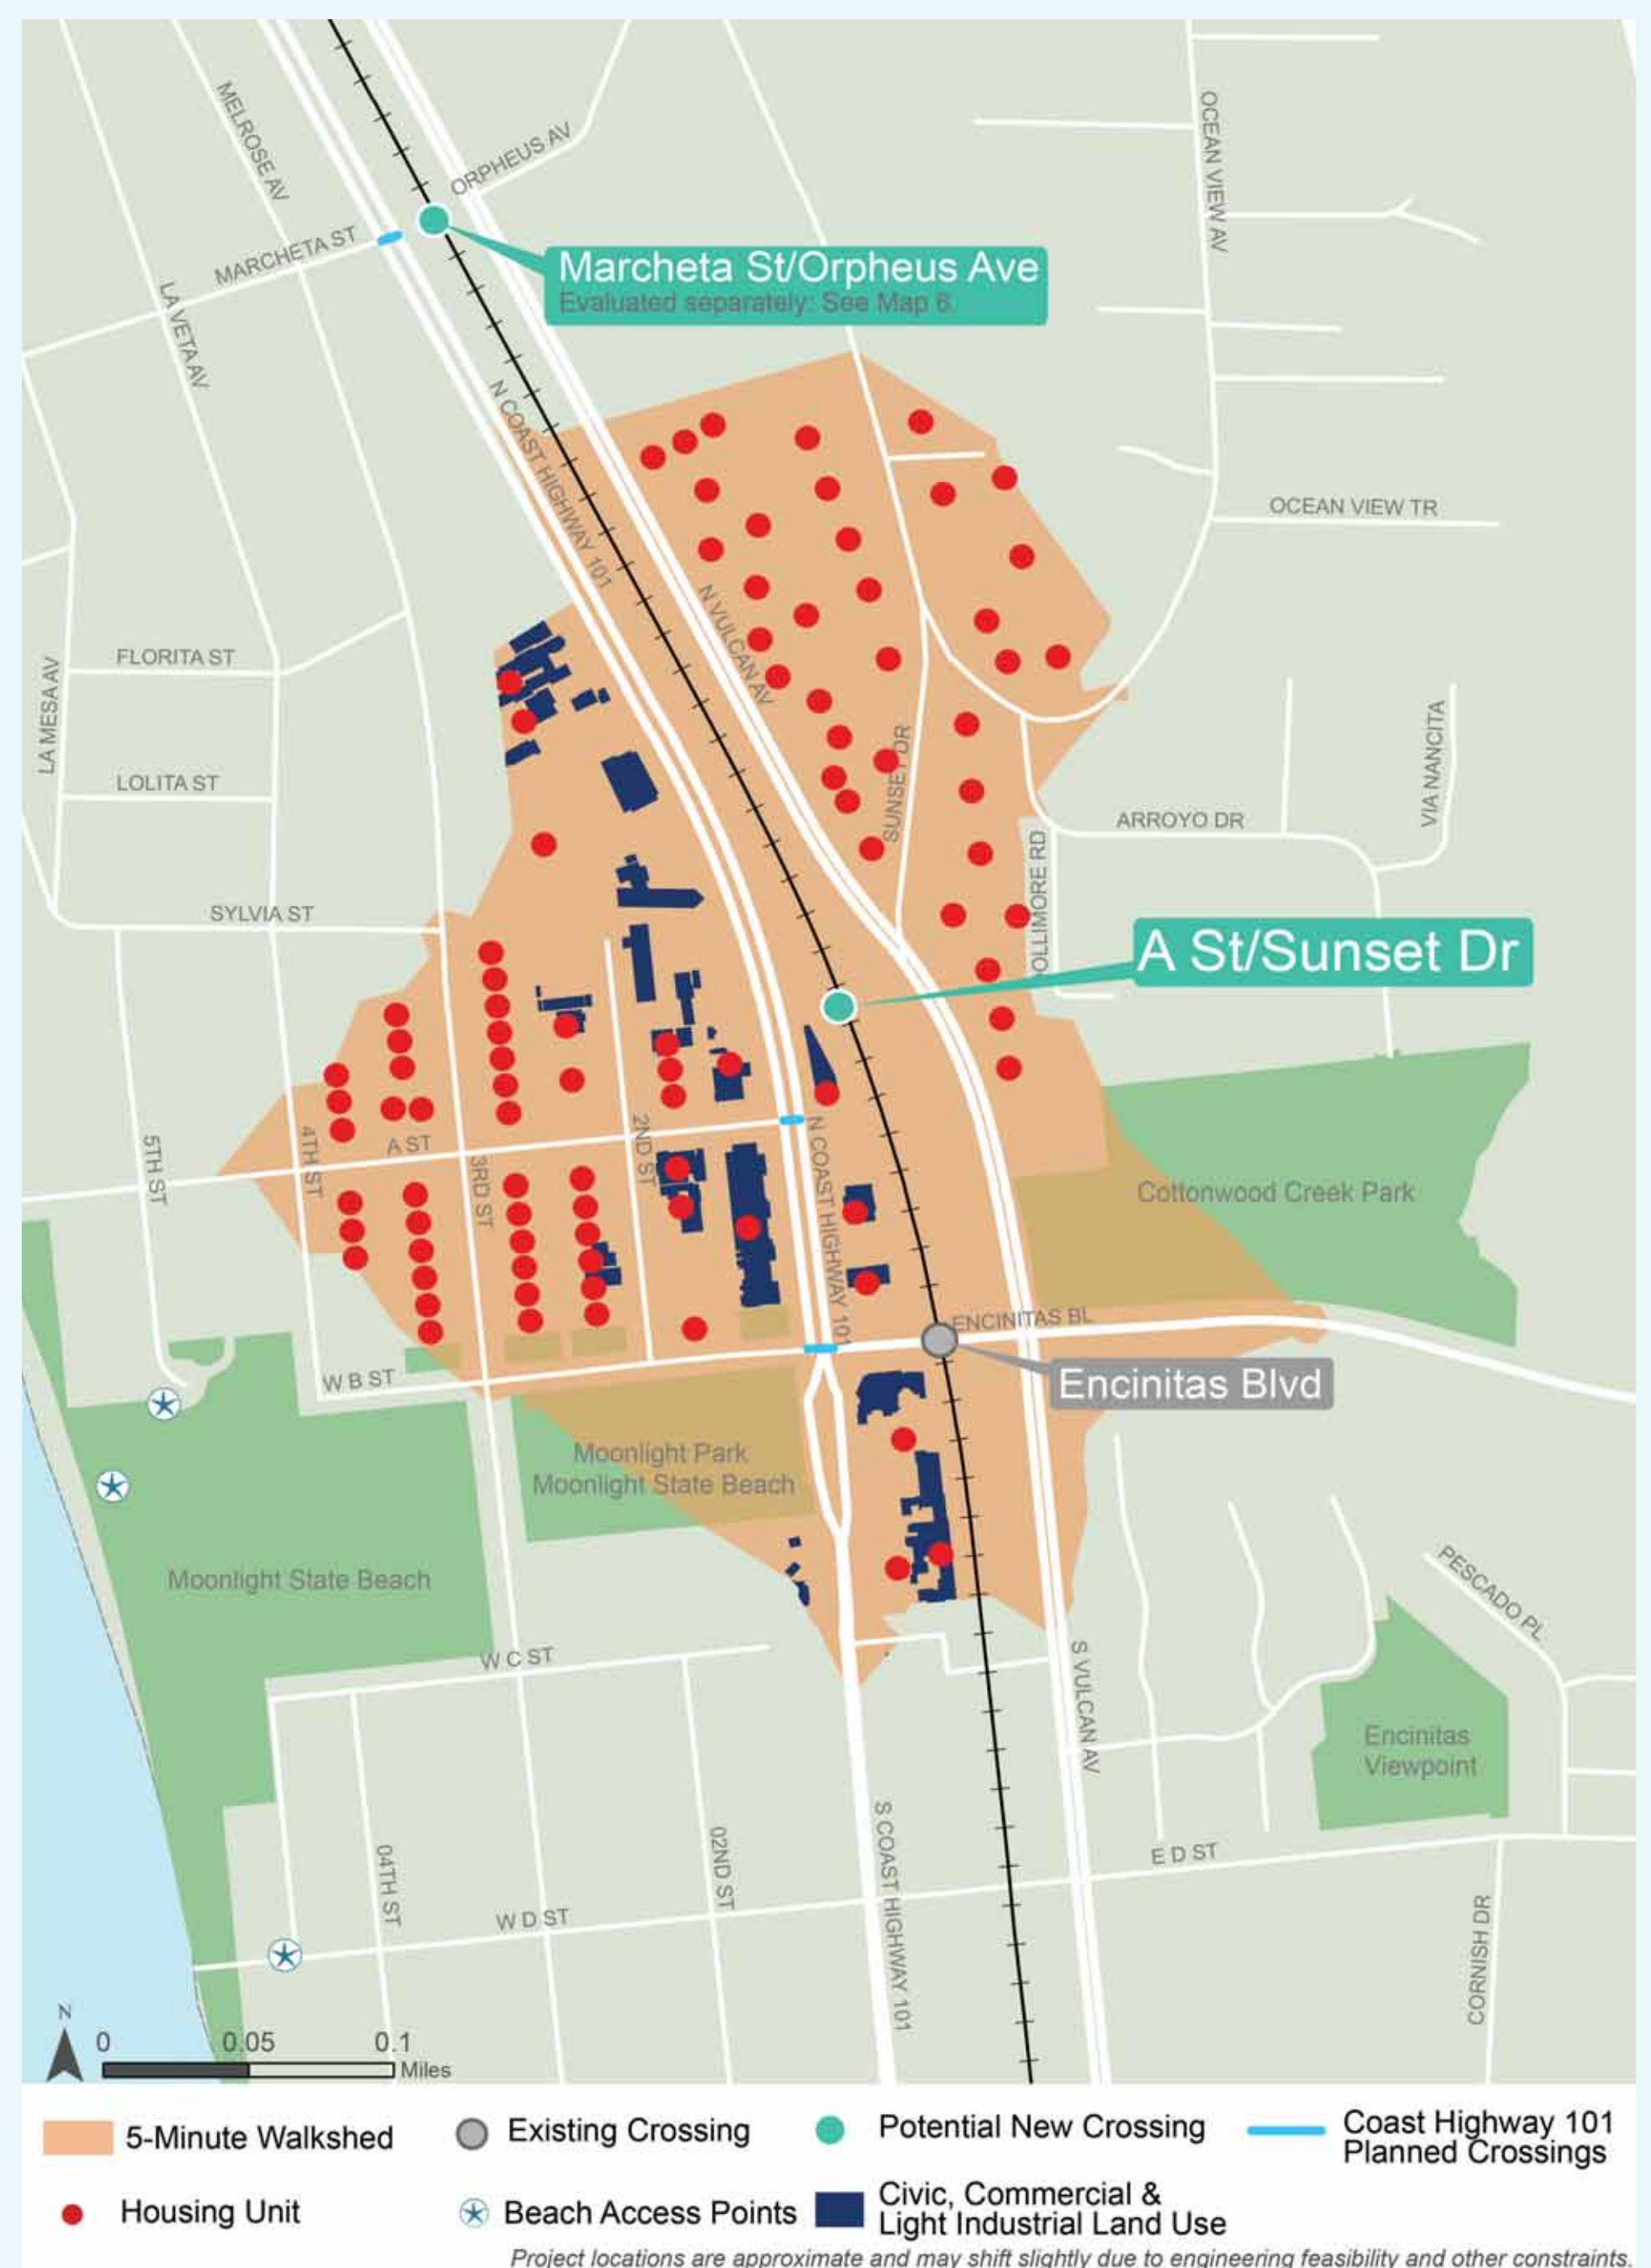 MELROSE AV
ORPHEUS AV
OCEAN VIEW AV
MARCHETA ST
Marcheta St/Orpheus Ave
Evaluated separately: See Map 6.
LA VETA AV
N COAST HIGHWAY 101
OCEAN VIEW TR
N VULCAN AV
FLORITA ST
LA MESA AV
LOLITA ST
SUNSET DR
VIA NANCITA
ARROYO DR
OLLIMORE RD
SYLVIA ST
A St/Sunset Dr
5TH ST
4TH ST
A ST
3RD ST
2ND ST
N COAST HIGHWAY 101
Cottonwood Creek Park
ENCINITAS BL
W B ST
Encinitas Blvd
Moonlight Park
Moonlight State Beach
Moonlight State Beach
PESCADO PL
W C ST
S VULCAN AV
Encinitas
Viewpoint
S COAST HIGHWAY 101
04TH ST
02ND ST
E D ST
W D ST
CORNISH DR
N
0 0.05 0.1
Miles
5-Minute Walkshed
Existing Crossing
Potential New Crossing
Coast Highway 101
Planned Crossings
Housing Unit
Beach Access Points
Civic, Commercial &
Light Industrial Land Use
Project locations are approximate and may shift slightly due to engineering feasibility and other constraints.